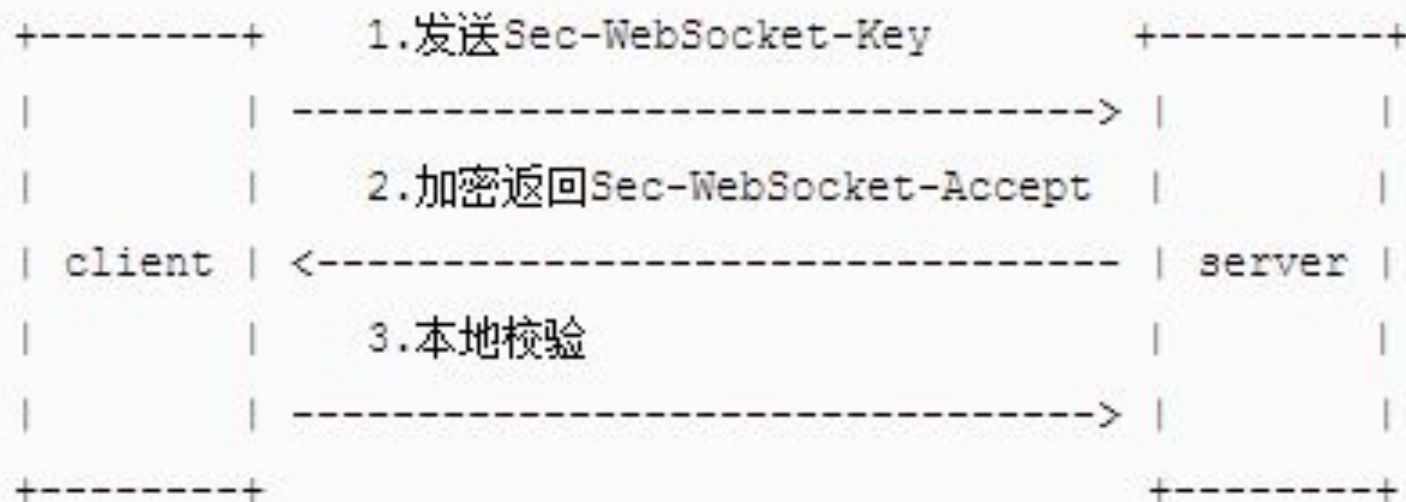 1.发送Sec-WebSocket-Key
2.加密返回Sec-WebSocket-Accept
client server
3.本地校验